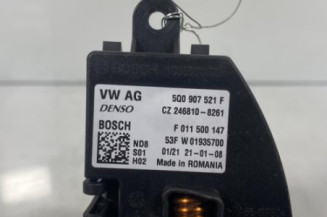 BOSCH
VW AG 5Q0 907 521 F
DENSO CZ 246810-8261
BOSCH F 011 500 147
ND8 53F W 01935700
S01 01/21 21-01-08
H02 Made in ROMANIA